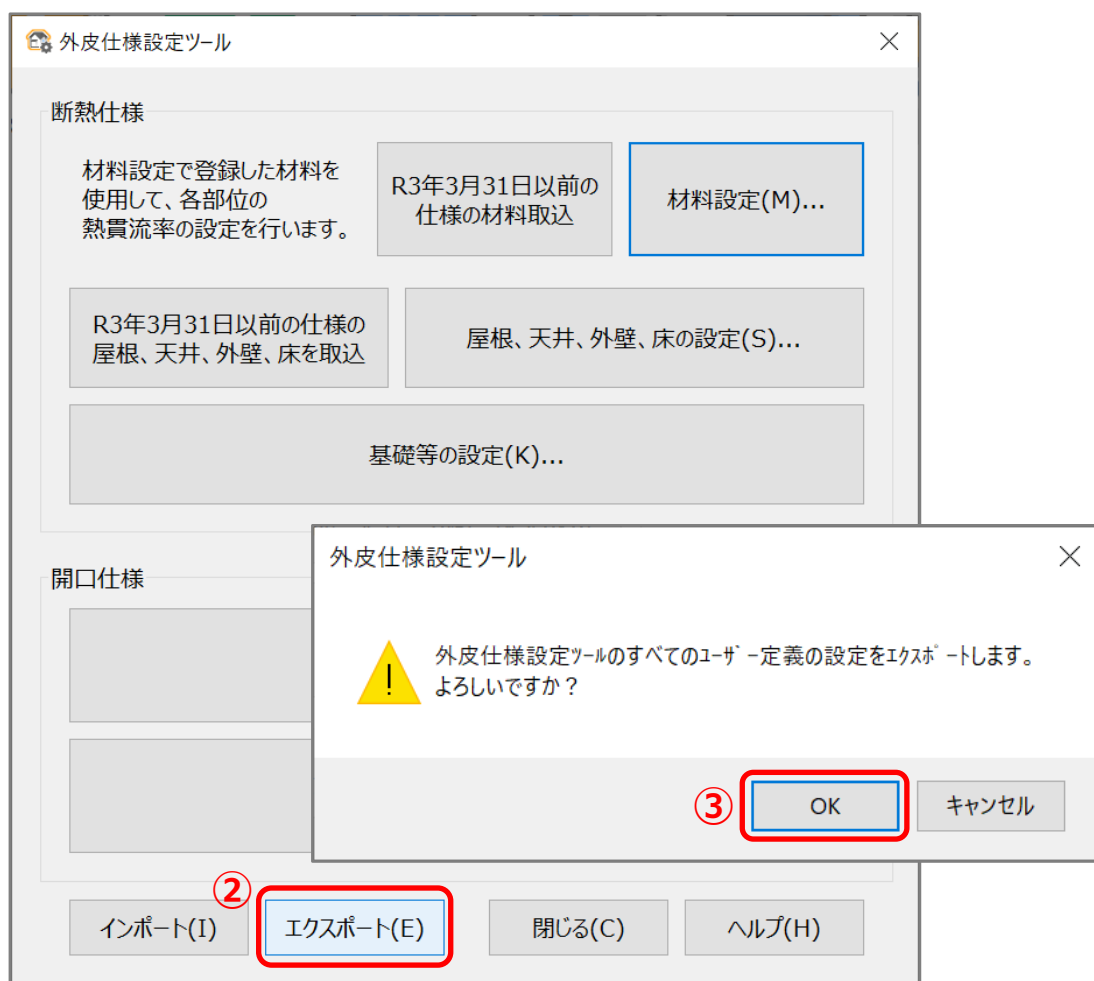 外皮仕様設定ツール
断熱仕様
材料設定で登録した材料を
使用して、各部位の
熱貫流率の設定を行います。
R3年3月31日以前の
仕様の材料取込
材料設定(M)...
R3年3月31日以前の仕様の
屋根、天井、外壁、床を取込
屋根、天井、外壁、床の設定(S)...
基礎等の設定(K)...
開口仕様
外皮仕様設定ツール
!
外皮仕様設定ﾂｰﾙのすべてのﾕｰｻﾞｰ定義の設定をｴｸｽﾎﾟｰﾄします。
よろしいですか？
③
OK
キャンセル
②
インポート(I)
エクスポート(E)
閉じる(C)
ヘルプ(H)